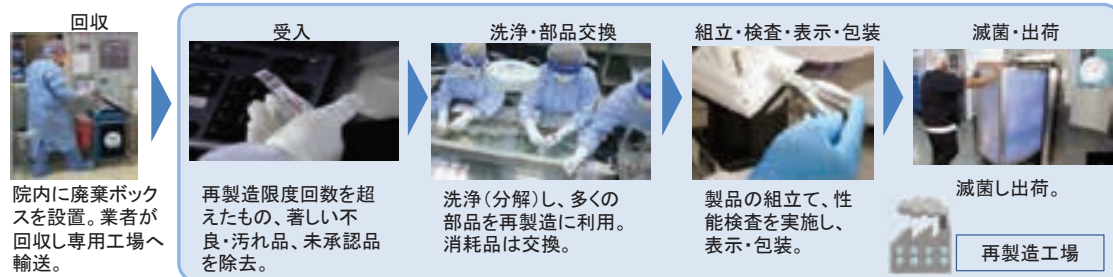 回収
院内に廃棄ボック
スを設置。業者が
回収し専用工場へ
輸送。
受入
再製造限度回数を超
えたもの、著しい不
良・汚れ品、未承認品
を除去。
洗浄・部品交換
洗浄(分解)し、多くの
部品を再製造に利用。
消耗品は交換。
組立・検査・表示・包装
製品の組立て、性
能検査を実施し、
表示・包装。
滅菌・出荷
滅菌し出荷。
再製造工場